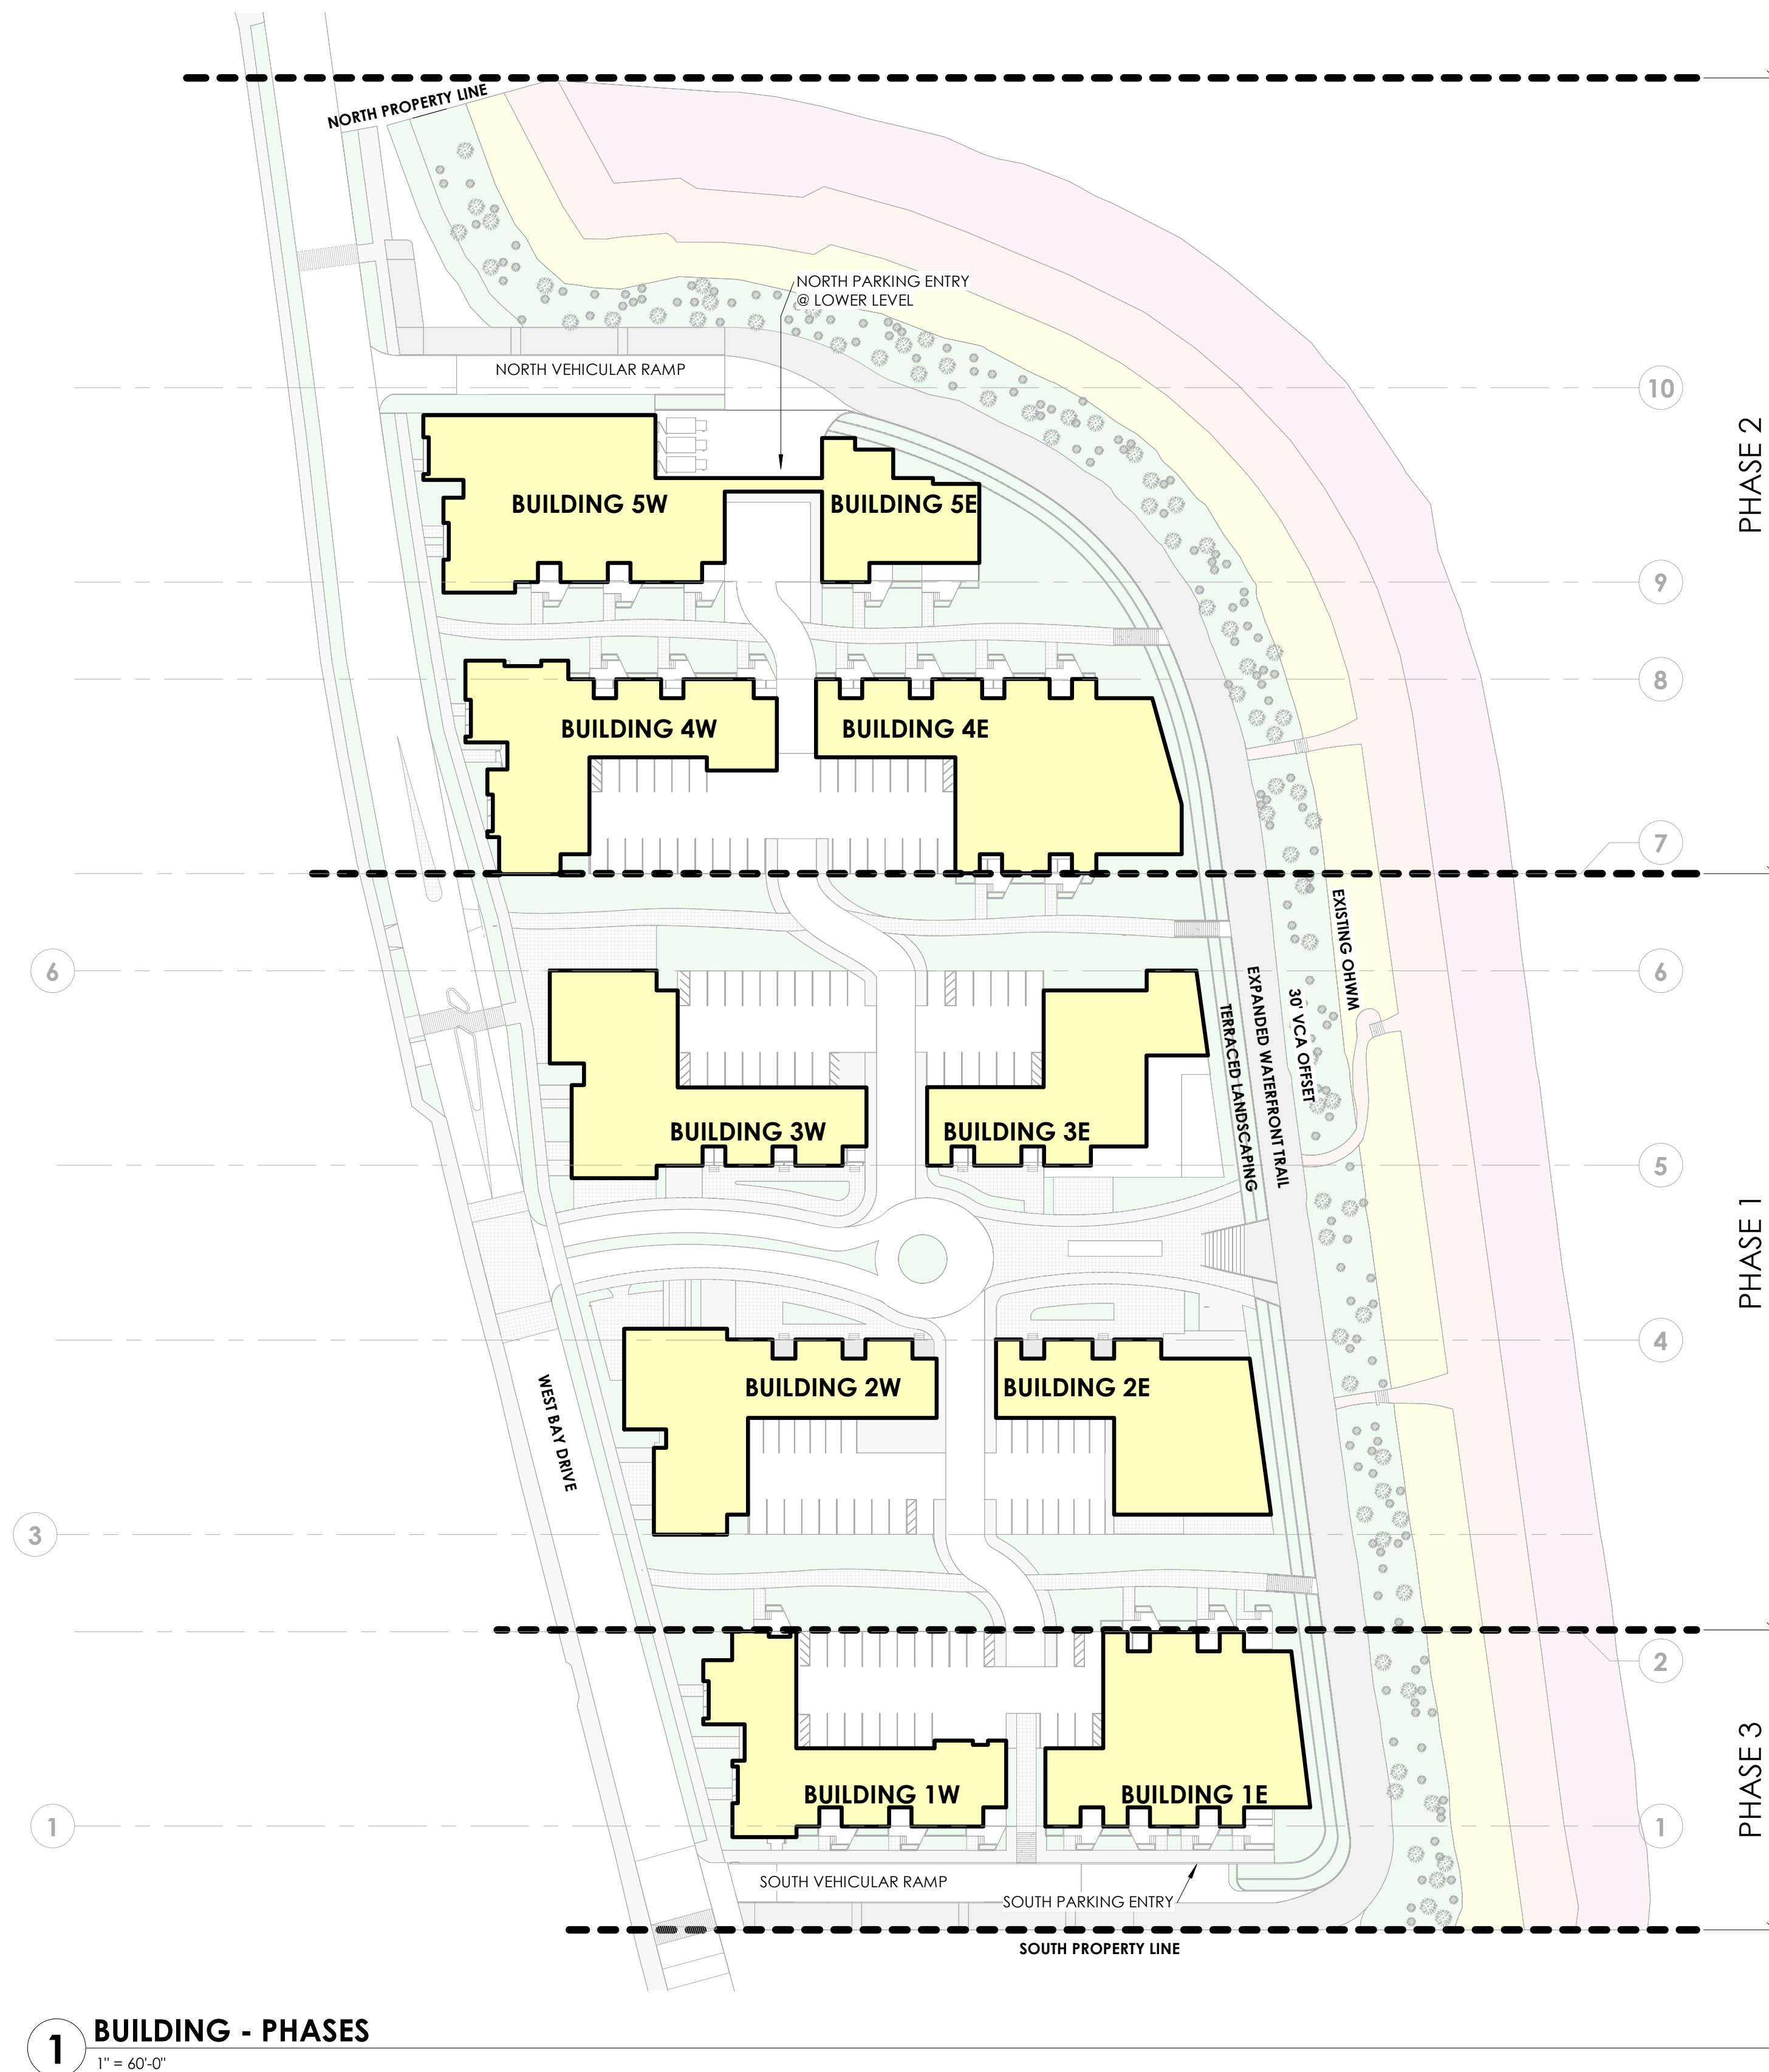 NORTH PROPERTY LINE
NORTH PARKING ENTRY
@ LOWER LEVEL
NORTH VEHICULAR RAMP
10
PHASE 2
BUILDING 5W
BUILDING 5E
9
8
BUILDING 4W
BUILDING 4E
7
EXISTING OHWM
6
6
30' VCA OFFSET
EXPANDED WATERFRONT TRAIL
TERRACED LANDSCAPING
BUILDING 3W
BUILDING 3E
5
PHASE 1
4
WEST BAY DRIVE
BUILDING 2W
BUILDING 2E
3
2
PHASE 3
BUILDING 1W
BUILDING 1E
1
1
SOUTH VEHICULAR RAMP
SOUTH PARKING ENTRY
SOUTH PROPERTY LINE
1
BUILDING - PHASES
1" = 60'-0"